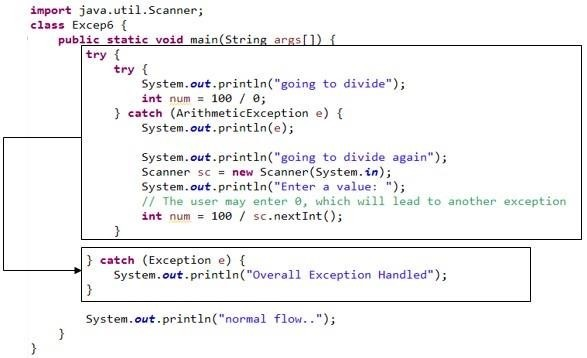 import java.util.Scanner;
class Excep6 {
    public static void main(String args[]) {
        try {
            try {
                System.out.println("going to divide");
                int num = 100 / 0;
            } catch (ArithmeticException e) {
                System.out.println(e);

                System.out.println("going to divide again");
                Scanner sc = new Scanner(System.in);
                System.out.println("Enter a value: ");
                // The user may enter 0, which will lead to another exception
                int num = 100 / sc.nextInt();
            }
        } catch (Exception e) {
            System.out.println("Overall Exception Handled");
        }

        System.out.println("normal flow..");
    }
}